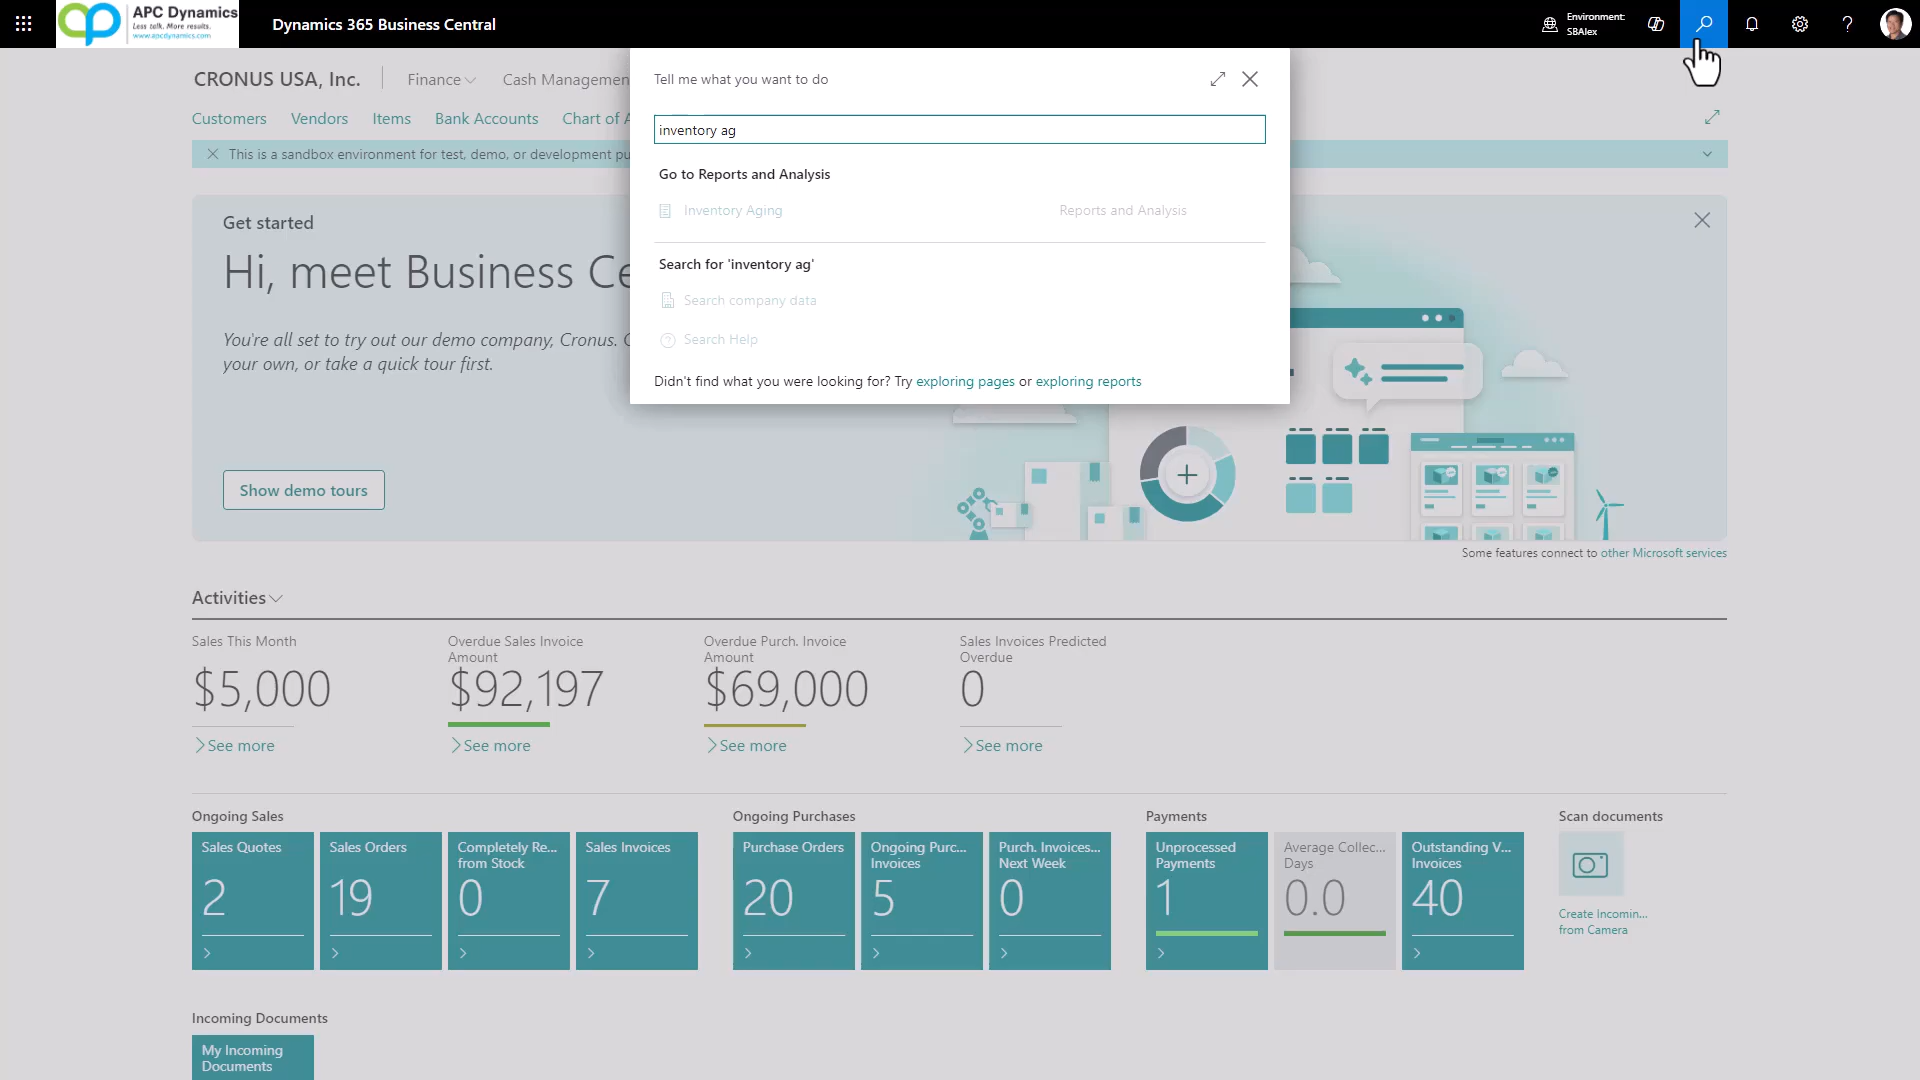 APC Dynamics
Less talk. More results.
www.apcdynamics.com
Dynamics 365 Business Central
Environment:
SBAlex
CRONUS USA, Inc.
Finance
Cash Managemen
Customers
Vendors
Items
Bank Accounts
Chart of A
This is a sandbox environment for test, demo, or development pu
Tell me what you want to do
inventory ag
Go to Reports and Analysis
Inventory Aging
Reports and Analysis
Search for 'inventory ag'
Search company data
Search Help
Didn't find what you were looking for? Try exploring pages or exploring reports
Get started
Hi, meet Business Ce
You're all set to try out our demo company, Cronus. C
your own, or take a quick tour first.
Show demo tours
Some features connect to other Microsoft services
Activities
Sales This Month
$5,000
See more
Overdue Sales Invoice
Amount
$92,197
See more
Overdue Purch. Invoice
Amount
$69,000
See more
Sales Invoices Predicted
Overdue
0
See more
Ongoing Sales
Sales Quotes
2
Sales Orders
19
Completely Re...
from Stock
0
Sales Invoices
7
Ongoing Purchases
Purchase Orders
20
Ongoing Purc...
Invoices
5
Purch. Invoices...
Next Week
0
Payments
Unprocessed
Payments
1
Average Collec...
Days
0.0
Outstanding V...
Invoices
40
Scan documents
Create Incomin...
from Camera
Incoming Documents
My Incoming
Documents